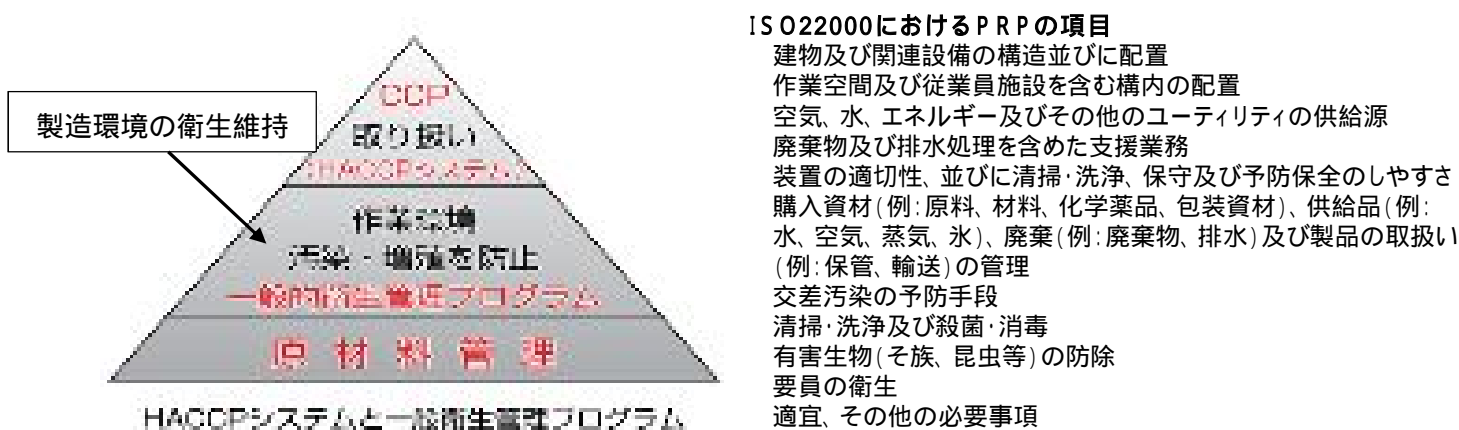 製造環境の衛生維持
CCP
取り扱い
(HACCPシステム)
作業環境
汚染・増殖を防止
一般的衛生管理プログラム
原材料管理
HACCPシステムと一般衛生管理プログラム
ISO22000におけるPRPの項目
建物及び関連設備の構造並びに配置
作業空間及び従業員施設を含む構内の配置
空気、水、エネルギー及びその他のユーティリティの供給源
廃棄物及び排水処理を含めた支援業務
装置の適切性、並びに清掃・洗浄、保守及び予防保全のしやすさ
購入資材(例:原料、材料、化学薬品、包装資材)、供給品(例:
水、空気、蒸気、氷)、廃棄(例:廃棄物、排水)及び製品の取扱い
(例:保管、輸送)の管理
交差汚染の予防手段
清掃・洗浄及び殺菌・消毒
有害生物(そ族、昆虫等)の防除
要員の衛生
適宜、その他の必要事項